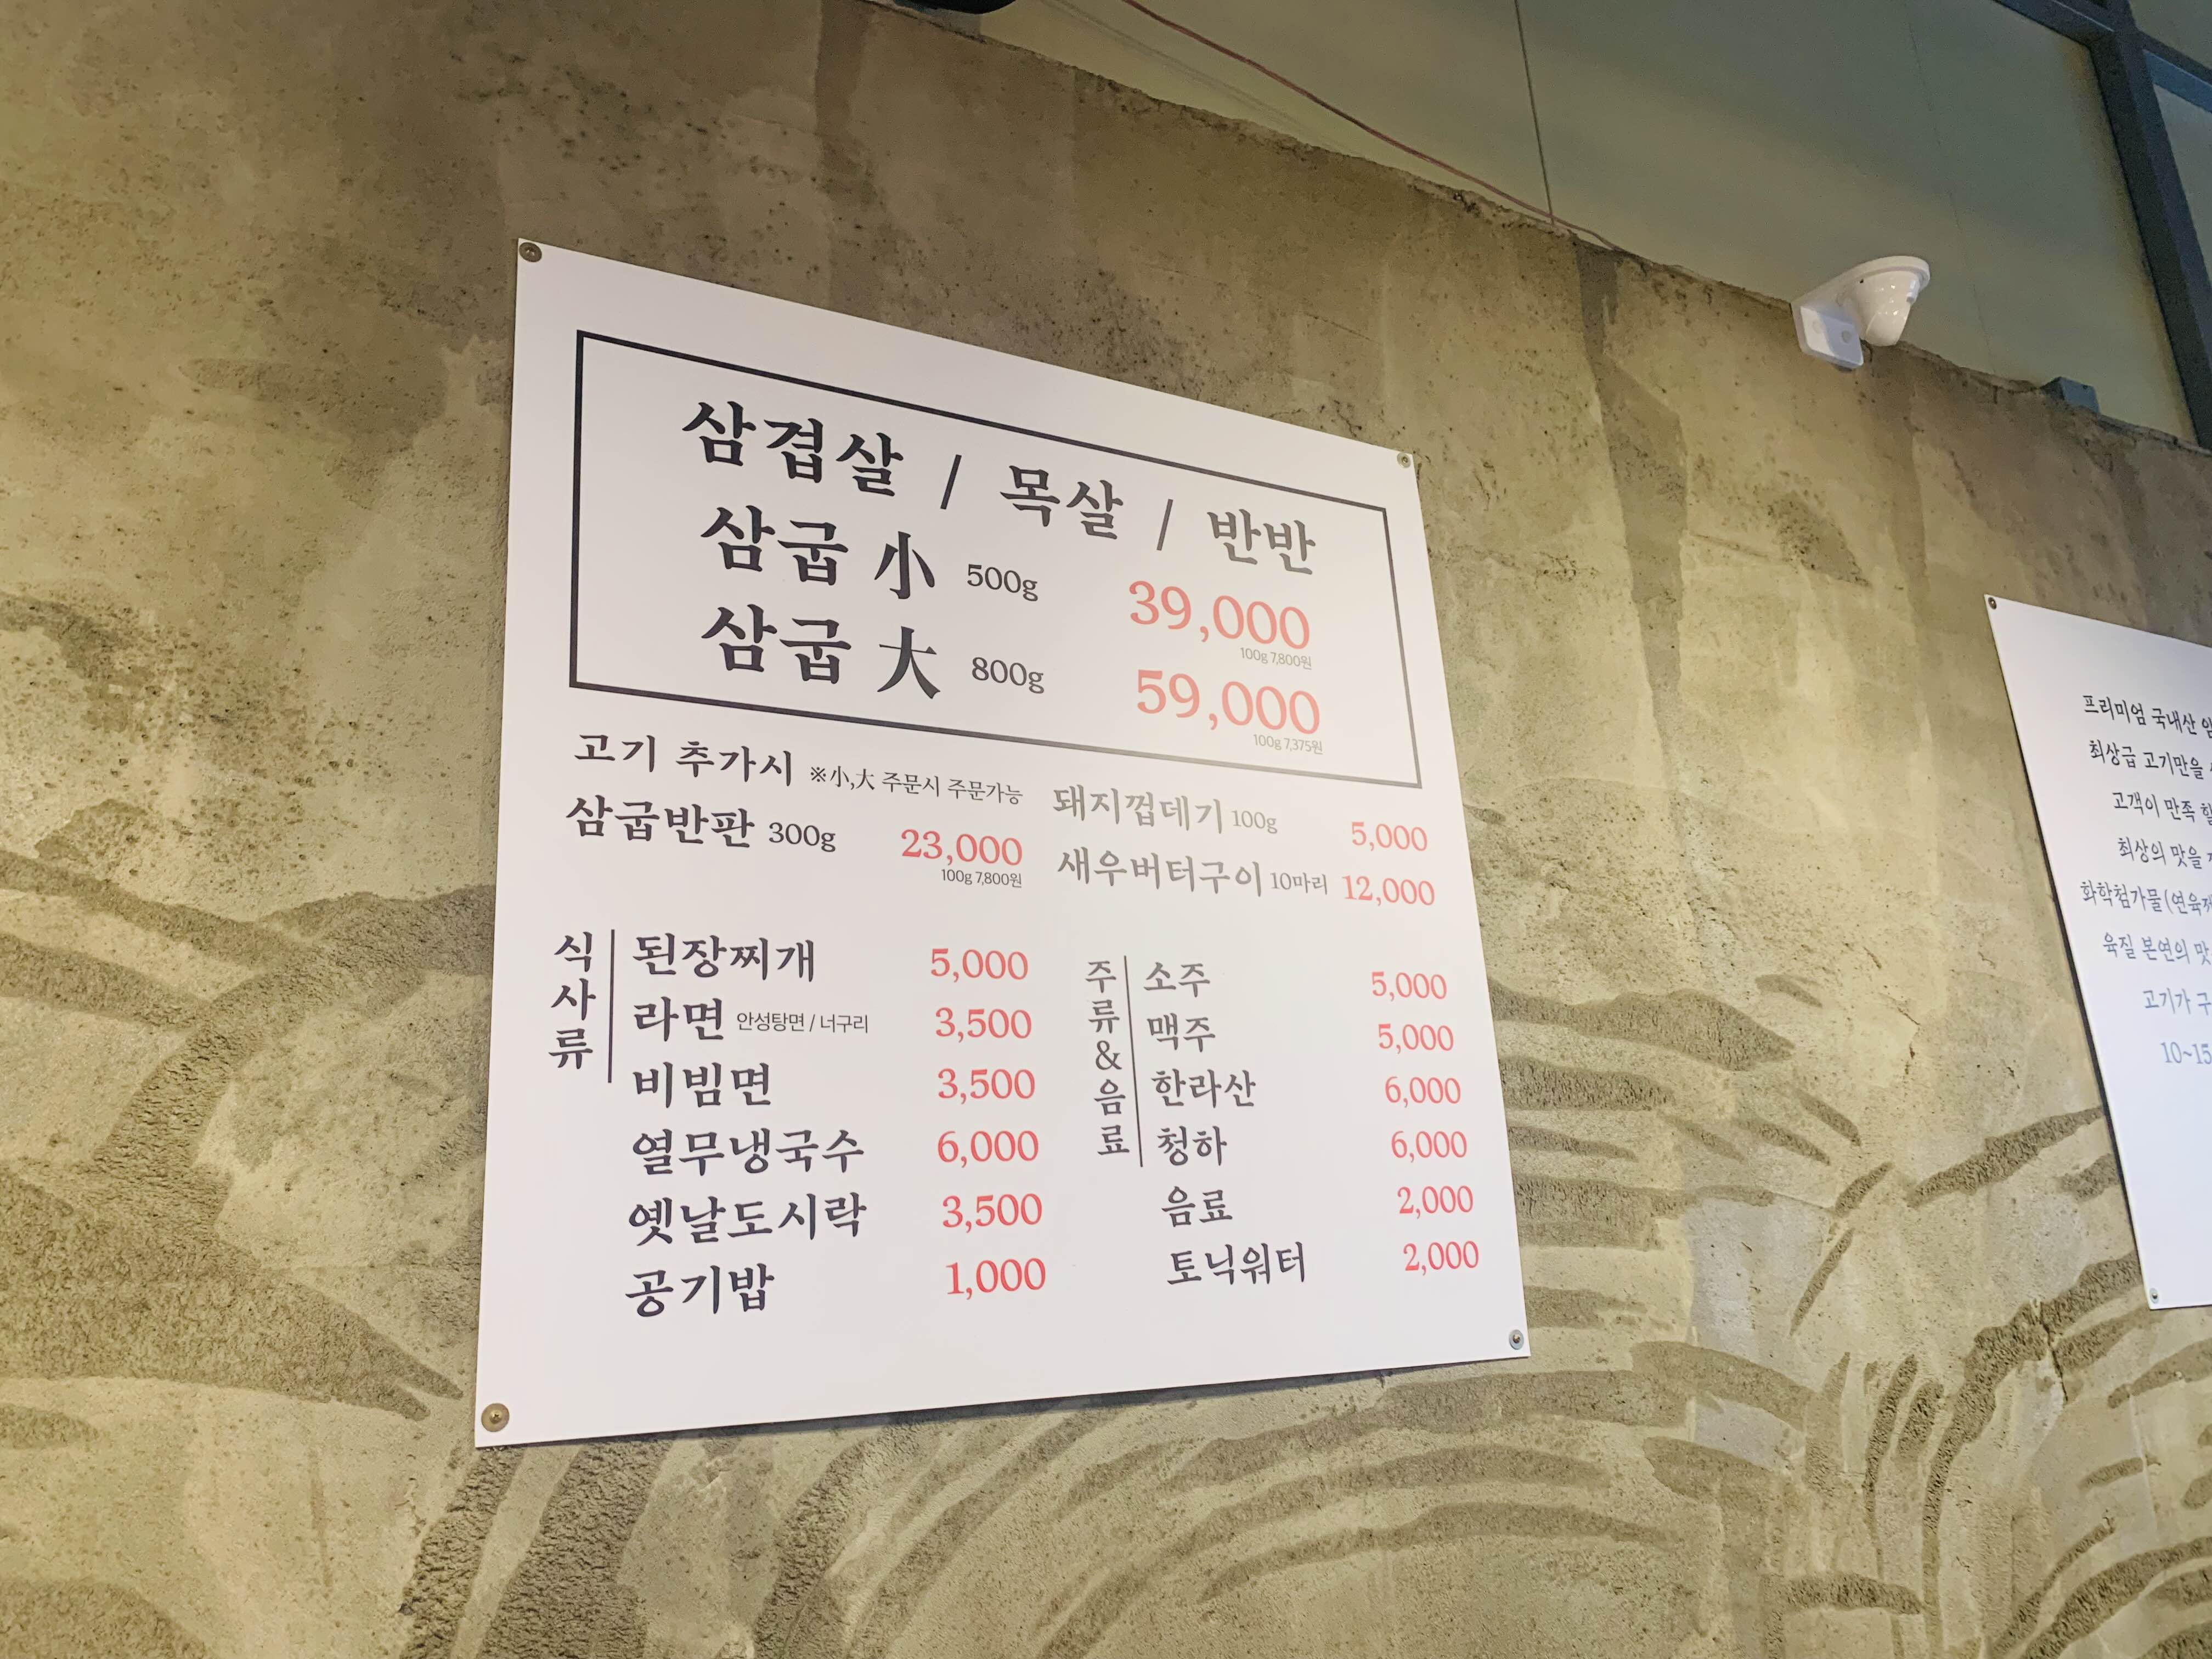 삼겹살 / 목살 / 반반
삼굽 小 500g 39,000
100g 7,800원
삼굽 大 800g 59,000
100g 7,375원
고기 추가시 ※小,大 주문시 주문가능
삼굽반판 300g 23,000
100g 7,800원
돼지껍데기 100g 5,000
새우버터구이 10마리 12,000
식사류
된장찌개 5,000
라면 안성탕면 / 너구리 3,500
비빔면 3,500
열무냉국수 6,000
옛날도시락 3,500
공기밥 1,000
주류&음료
소주 5,000
맥주 5,000
한라산 6,000
청하 6,000
음료 2,000
토닉워터 2,000
프리미엄 국내산
최상급 고기만을
고객이 만족
최상의 맛을
화학첨가물(연육제
육질 본연의 맛
고기가 구
10~15